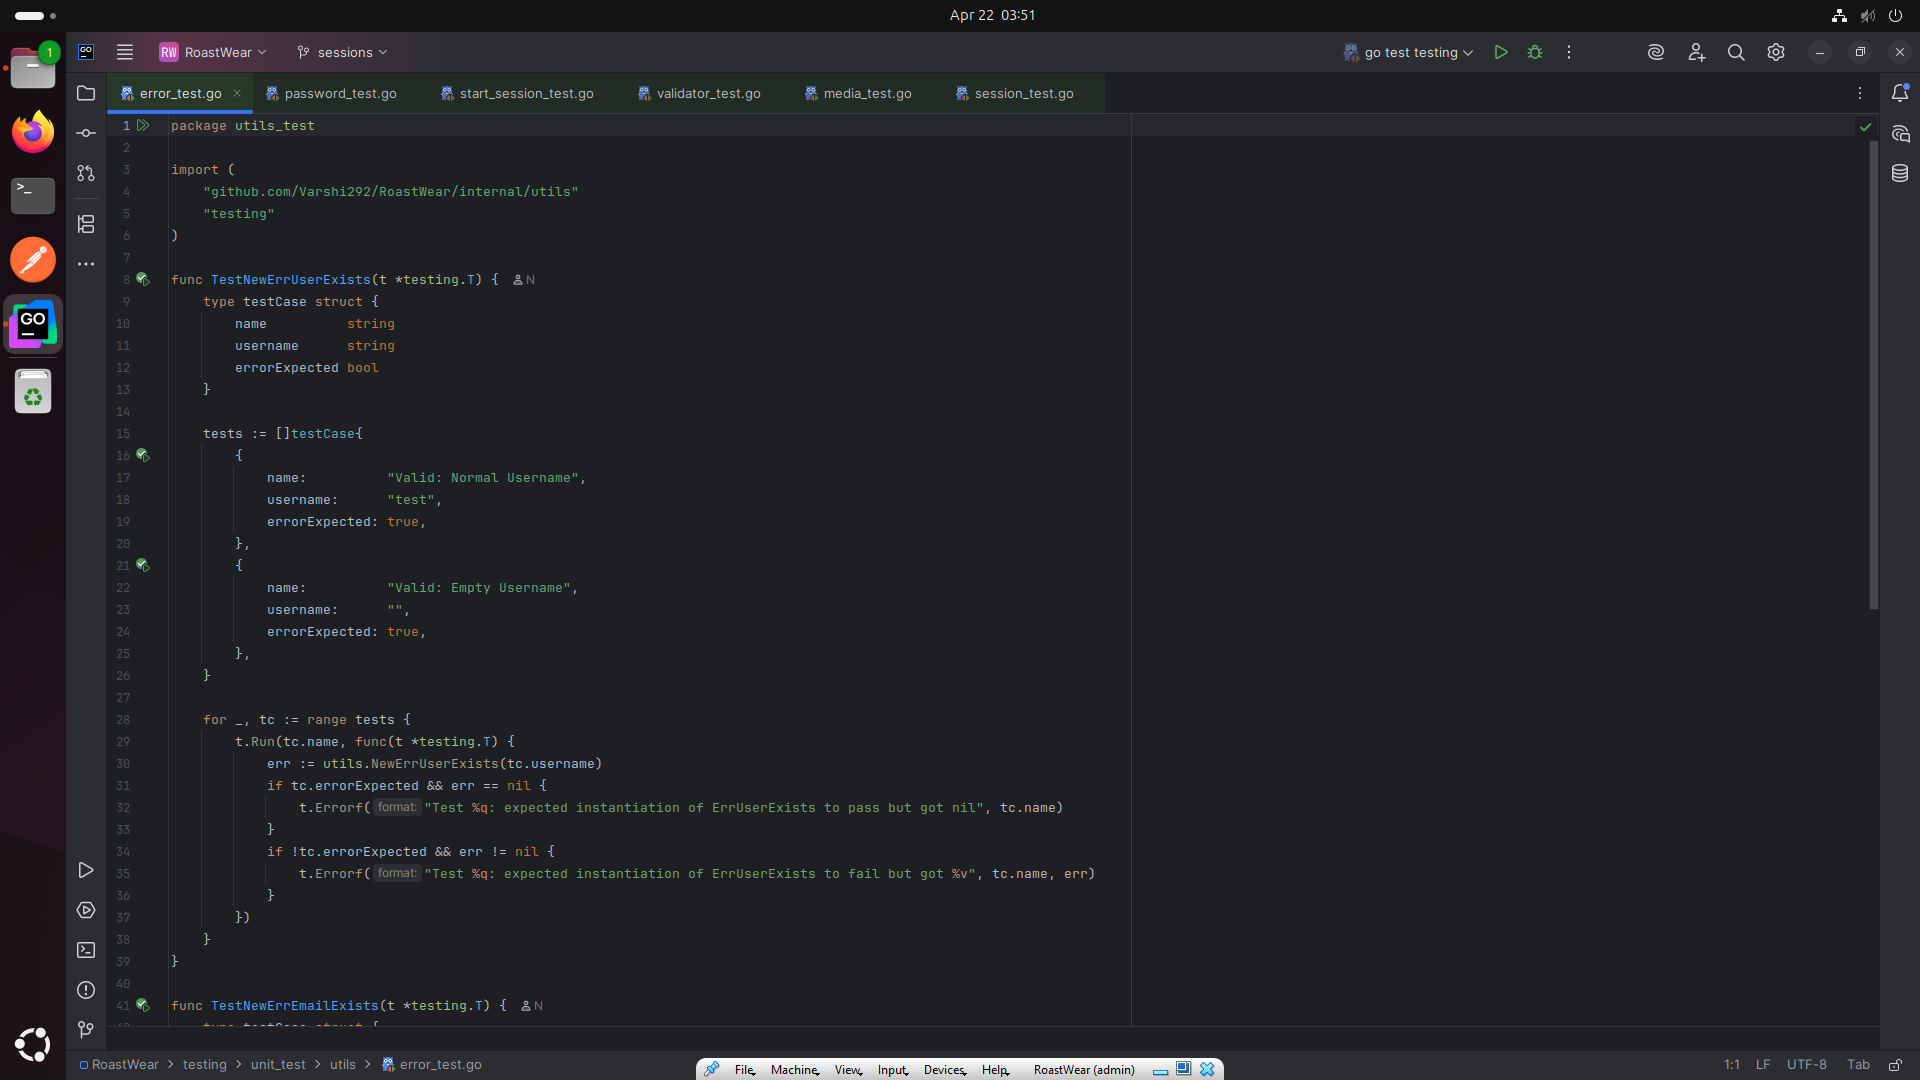 Apr 22 03:51
1
GO
RW RoastWear
sessions
go test testing
error_test.go
password_test.go
start_session_test.go
validator_test.go
media_test.go
session_test.go
1 package utils_test
2
3 import (
4 "github.com/Varshi292/RoastWear/internal/utils"
5 "testing"
6 )
7
8 func TestNewErrUserExists(t *testing.T) { N
9 type testCase struct {
10 name string
11 username string
12 errorExpected bool
13 }
14
15 tests := []testCase{
16 {
17 name: "Valid: Normal Username",
18 username: "test",
19 errorExpected: true,
20 },
21 {
22 name: "Valid: Empty Username",
23 username: "",
24 errorExpected: true,
25 },
26 }
27
28 for _, tc := range tests {
29 t.Run(tc.name, func(t *testing.T) {
30 err := utils.NewErrUserExists(tc.username)
31 if tc.errorExpected && err == nil {
32 t.Errorf( format: "Test %q: expected instantiation of ErrUserExists to pass but got nil", tc.name)
33 }
34 if !tc.errorExpected && err != nil {
35 t.Errorf( format: "Test %q: expected instantiation of ErrUserExists to fail but got %v", tc.name, err)
36 }
37 })
38 }
39 }
40
41 func TestNewErrEmailExists(t *testing.T) { N
42 type testCase struct {
GO
RoastWear > testing > unit_test > utils > error_test.go
1:1 LF UTF-8 Tab
File Machine View Input Devices Help RoastWear (admin)